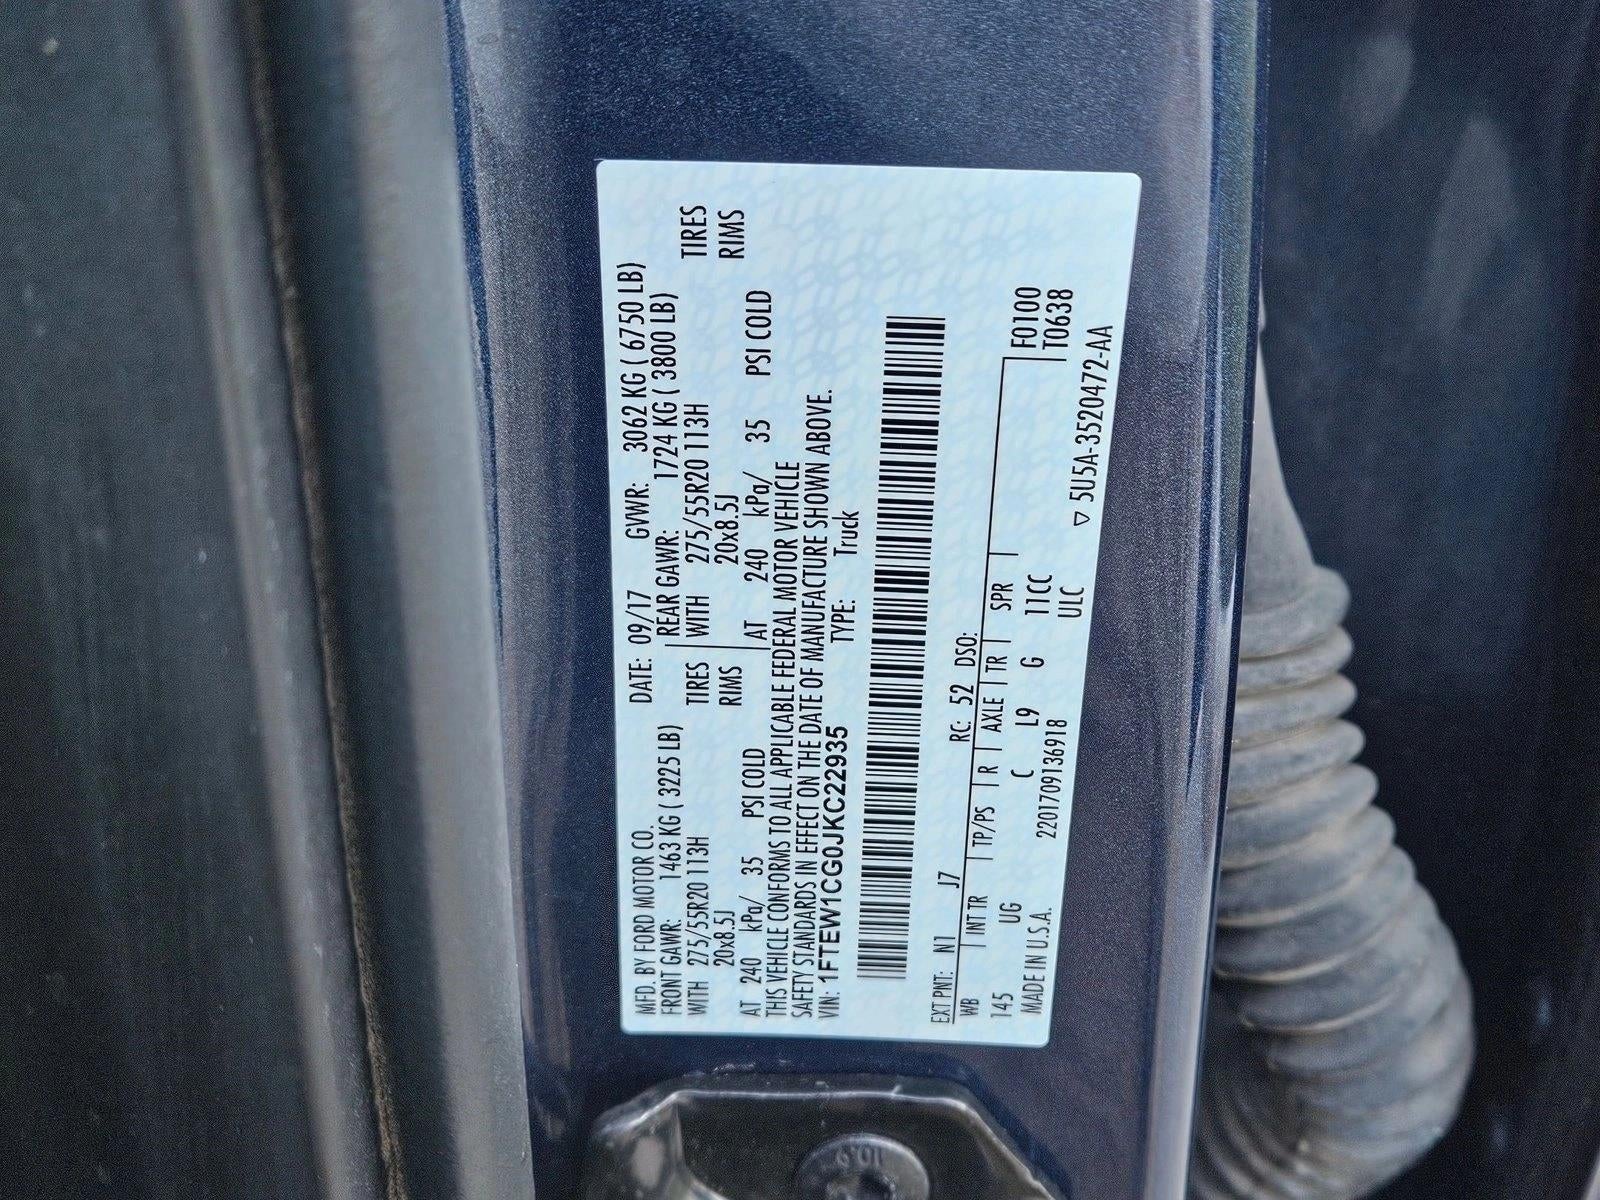 MFD. BY FORD MOTOR CO. DATE: 09/17 GVWR: 3062 KG ( 6750 LB)
FRONT GAWR: 1463 KG ( 3225 LB) REAR GAWR: 1724 KG ( 3800 LB)
WITH 275/55R20 113H TIRES WITH 275/55R20 113H TIRES
20x8.5J RIMS 20x8.5J RIMS
AT 240 kPa/ 35 PSI COLD AT 240 kPa/ 35 PSI COLD
THIS VEHICLE CONFORMS TO ALL APPLICABLE FEDERAL MOTOR VEHICLE
SAFETY STANDARDS IN EFFECT ON THE DATE OF MANUFACTURE SHOWN ABOVE.
VIN: 1FTEW1CG0JKC22935 TYPE: Truck
EXT PNT: N1 J7 RC: 52 DSO:
WB INT TR TP/PS R AXLE TR SPR F0100
145 UG C L9 G 11CC T0638
MADE IN U.S.A. 2201709136918 ULC
▽ 5U5A-3520472-AA
10.9